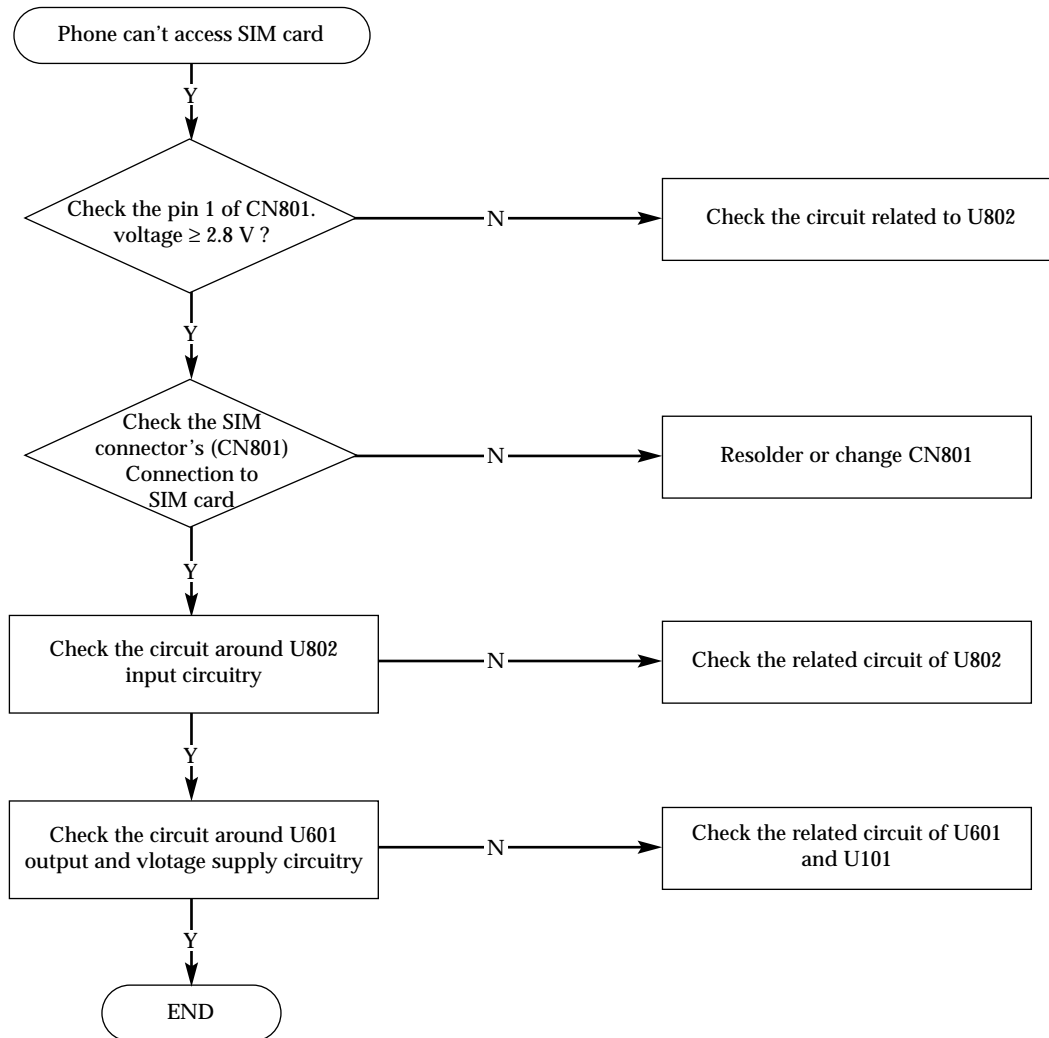 Phone can't access SIM card
Y
Check the pin 1 of CN801.
voltage ≥ 2.8 V ?
N
Check the circuit related to U802
Y
Check the SIM
connector's (CN801)
Connection to
SIM card
N
Resolder or change CN801
Y
Check the circuit around U802
input circuitry
N
Check the related circuit of U802
Y
Check the circuit around U601
output and vlotage supply circuitry
N
Check the related circuit of U601
and U101
Y
END